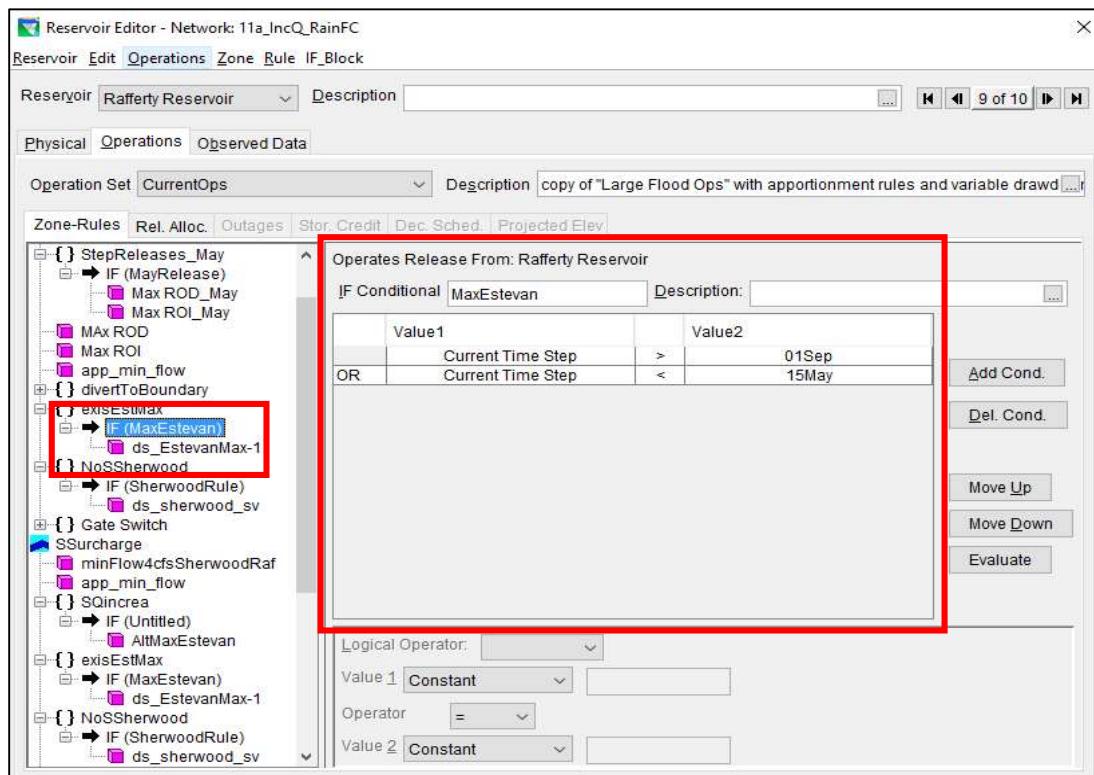 Reservoir Editor - Network: 11a_IncQ_RainFC
Reservoir Edit Operations Zone Rule IF_Block
Reservoir Rafferty Reservoir Description ... 9 of 10
Physical Operations Observed Data
Operation Set CurrentOps Description copy of "Large Flood Ops" with apportionment rules and variable drawd ...
Zone-Rules Rel. Alloc. Outages Stor. Credit Dec. Sched. Projected Elev
StepReleases_May
IF (MayRelease)
Max ROD_May
Max ROI_May
MAx ROD
Max ROI
app_min_flow
divertToBoundary
exisEstMax
IF (MaxEstevan)
ds_EstevanMax-1
NoSSherwood
IF (SherwoodRule)
ds_sherwood_sv
Gate Switch
SSurcharge
minFlow4cfsSherwoodRaf
app_min_flow
SQincrea
IF (Untitled)
AltMaxEstevan
exisEstMax
IF (MaxEstevan)
ds_EstevanMax-1
NoSSherwood
IF (SherwoodRule)
ds_sherwood_sv
Operates Release From: Rafferty Reservoir
IF Conditional MaxEstevan Description: ...
Value1 Value2
Current Time Step > 01Sep
OR Current Time Step < 15May
Add Cond.
Del. Cond.
Move Up
Move Down
Evaluate
Logical Operator:
Value 1 Constant
Operator =
Value 2 Constant